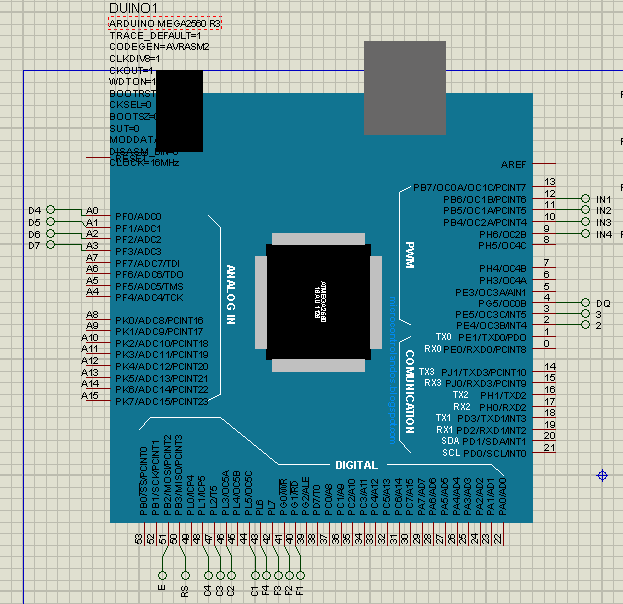 DUINO1
ARDUINO MEGA2560 R3
TRACE_DEFAULT=1
CODEGEN=AVRASM2
CLKDIV8=1
CKOUT=1
WDTON=1
BOOTRST
CKSEL=0
BOOTSZ=0
SUT=0
MODDATA
CLOCK=16MHz
RESET
AREF
D4
D5
D6
D7
A0
A1
A2
A3
A7
A6
A5
A4
A8
A9
A10
A11
A12
A13
A14
A15
PF0/ADC0
PF1/ADC1
PF2/ADC2
PF3/ADC3
PF7/ADC7/TDI
PF6/ADC6/TDO
PF5/ADC5/TMS
PF4/ADC4/TCK
PK0/ADC8/PCINT16
PK1/ADC9/PCINT17
PK2/ADC10/PCINT18
PK3/ADC11/PCINT19
PK4/ADC12/PCINT20
PK5/ADC13/PCINT21
PK6/ADC14/PCINT22
PK7/ADC15/PCINT23
ANALOG IN
PWM
COMUNICATION
DIGITAL
PB7/OC0A/OC1C/PCINT7 13
PB6/OC1B/PCINT6 12 IN1
PB5/OC1A/PCINT5 11 IN2
PB4/OC2A/PCINT4 10 IN3
PH6/OC2B 9 IN4
PH5/OC4C 8
PH4/OC4B 7
PH3/OC4A 6
PE3/OC3A/AIN1 5
PG5/OC0B 4 DQ
PE5/OC3C/INT5 3 3
PE4/OC3B/INT4 2 2
TX0 PE1/TXD0/PDO 1
RX0 PE0/RXD0/PCINT8 0
TX3 PJ1/TXD3/PCINT10 14
RX3 PJ0/RXD3/PCINT9 15
TX2 PH1/TXD2 16
RX2 PH0/RXD2 17
TX1 PD3/TXD1/INT3 18
RX1 PD2/RXD1/INT2 19
SDA PD1/SDA/INT1 20
SCL PD0/SCL/INT0 21
PB0/SS/PCINT0 53
PB1/SCK/PCINT1 52
PB2/MOSI/PCINT2 51
PB3/MISO/PCINT3 50
PL0/ICP4 49
PL1/ICP5 48
PL2/T5 47
PL3/OC5A 46
PL4/OC5B 45
PL5/OC5C 44
PL6 43
PL7 42
PG0/WR 41
PG1/RD 40
PG2/ALE 39
PD7/T0 38
PC0/A8 37
PC1/A9 36
PC2/A10 35
PC3/A11 34
PC4/A12 33
PC5/A13 32
PC6/A14 31
PC7/A15 30
PA7/AD7 29
PA6/AD6 28
PA5/AD5 27
PA4/AD4 26
PA3/AD3 25
PA2/AD2 24
PA1/AD1 23
PA0/AD0 22
E
RS
C4
C3
C2
C1
F4
F3
F2
F1